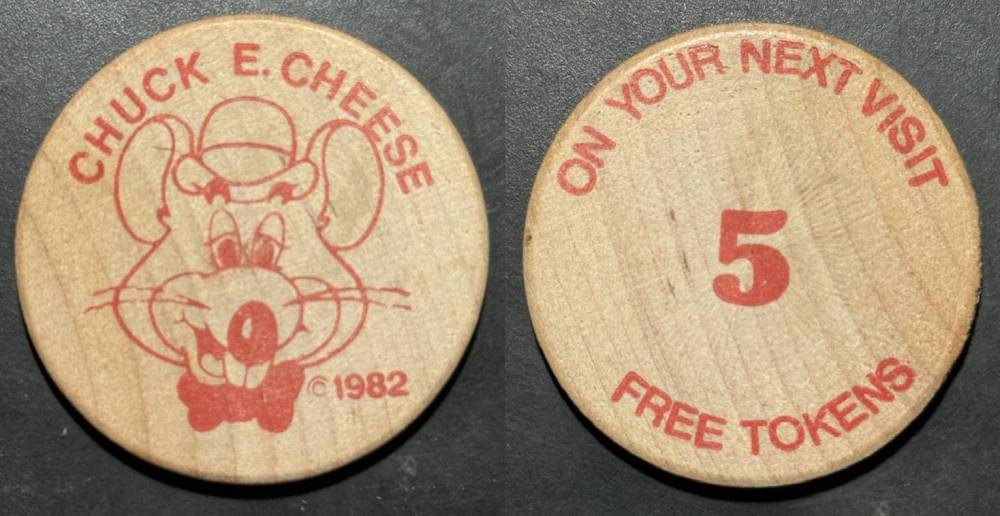 CHUCK E. CHEESE
©1982
ON YOUR NEXT VISIT
5
FREE TOKENS